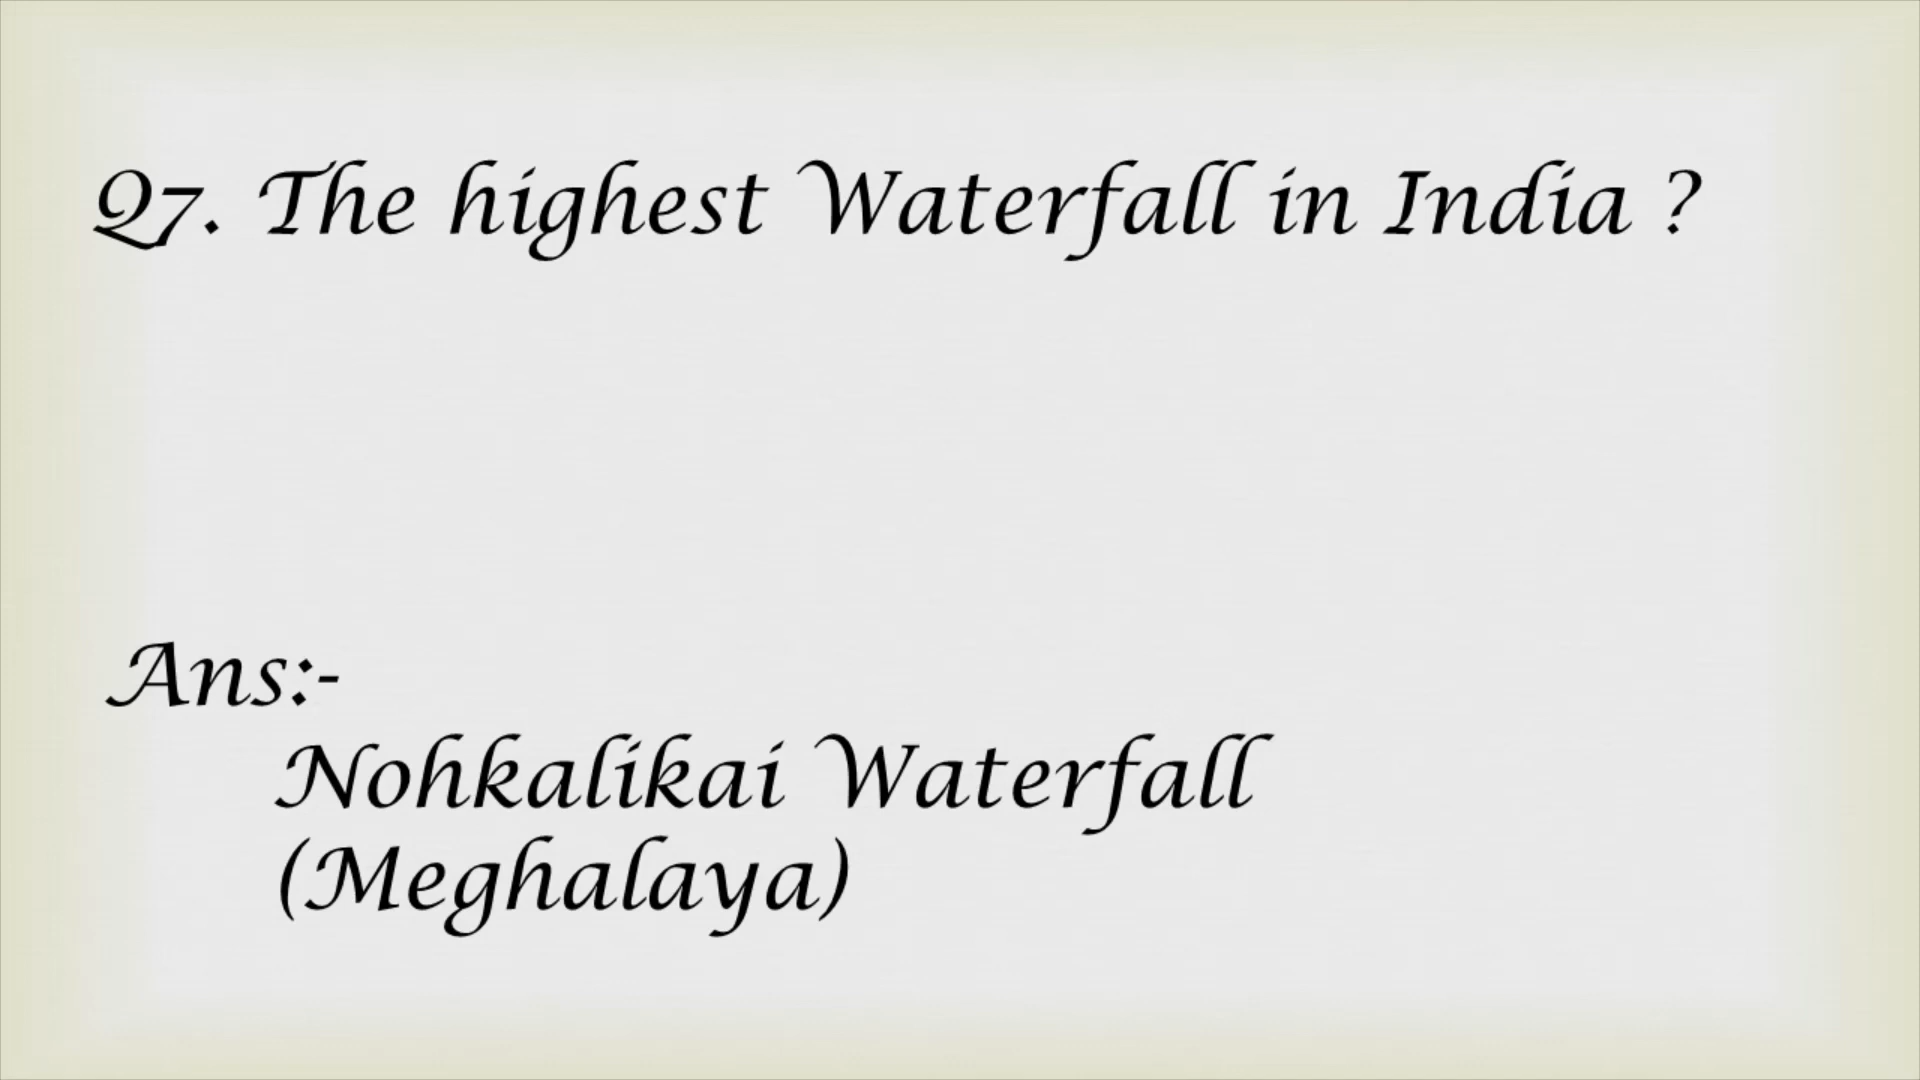 Q7. The highest Waterfall in India ?
Ans:-
Nohkalikai Waterfall
(Meghalaya)